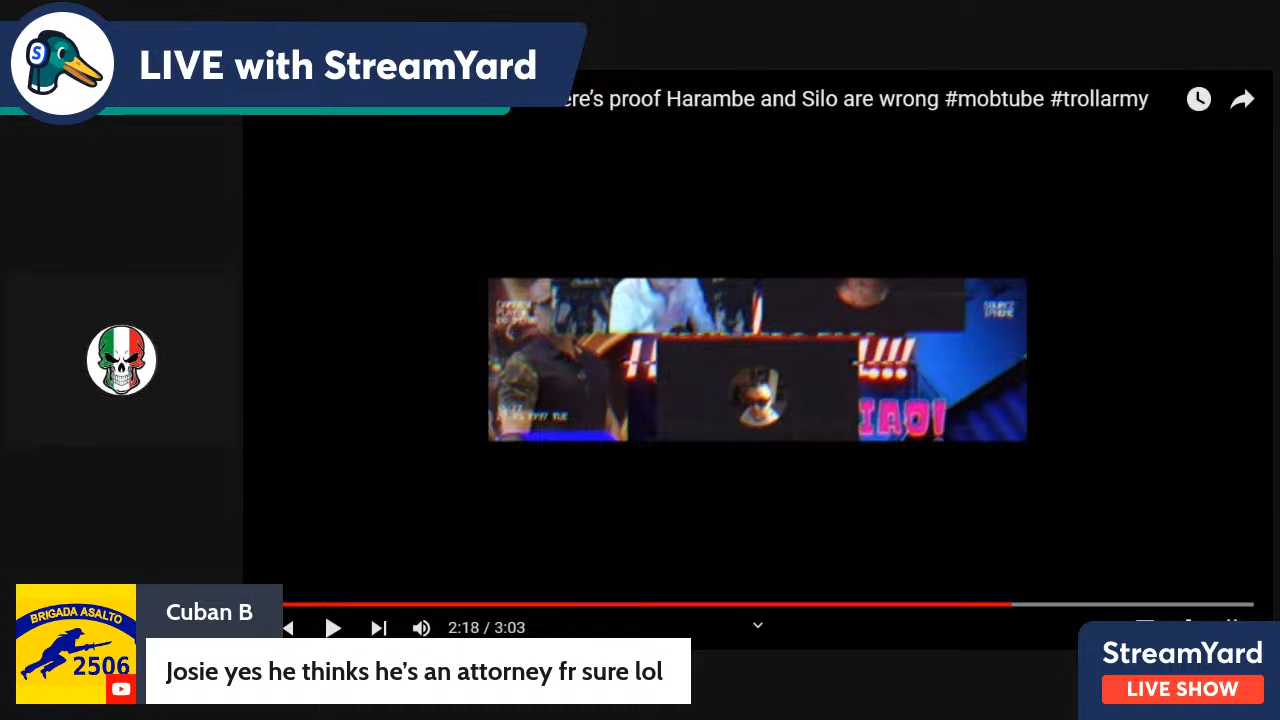 S
LIVE with StreamYard
ere’s proof Harambe and Silo are wrong #mobtube #trollarmy
!!
!!!!
IAO!
BRIGADA ASALTO
2506
Cuban B
2:18 / 3:03
Josie yes he thinks he’s an attorney fr sure lol
StreamYard
LIVE SHOW